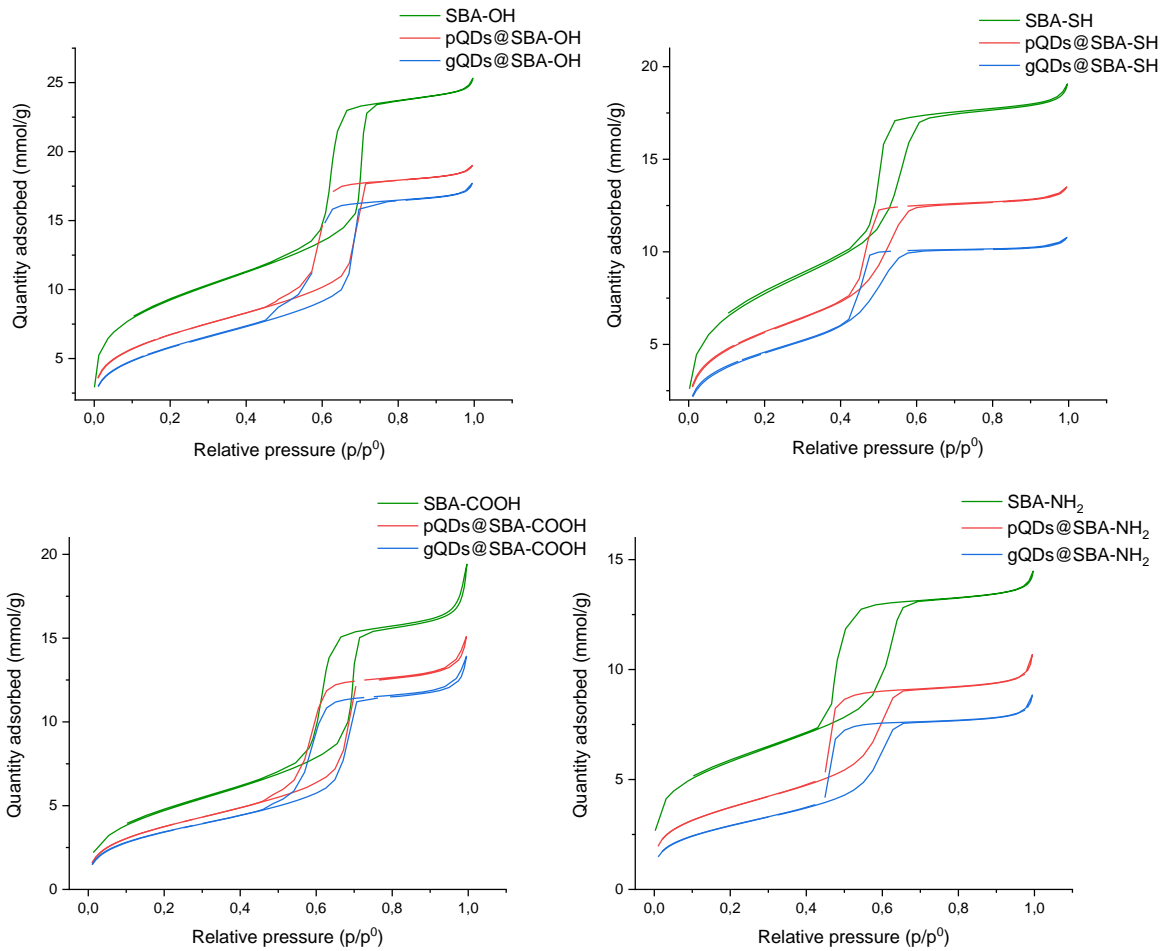 SBA-OH
pQDs@SBA-OH
gQDs@SBA-OH
25
20
15
10
5
Quantity adsorbed (mmol/g)
0,0 0,2 0,4 0,6 0,8 1,0
Relative pressure (p/p⁰)
SBA-SH
pQDs@SBA-SH
gQDs@SBA-SH
20
15
10
5
Quantity adsorbed (mmol/g)
0,0 0,2 0,4 0,6 0,8 1,0
Relative pressure (p/p⁰)
SBA-COOH
pQDs@SBA-COOH
gQDs@SBA-COOH
20
15
10
5
0
Quantity adsorbed (mmol/g)
0,0 0,2 0,4 0,6 0,8 1,0
Relative pressure (p/p⁰)
SBA-NH₂
pQDs@SBA-NH₂
gQDs@SBA-NH₂
15
10
5
0
Quantity adsorbed (mmol/g)
0,0 0,2 0,4 0,6 0,8 1,0
Relative pressure (p/p⁰)